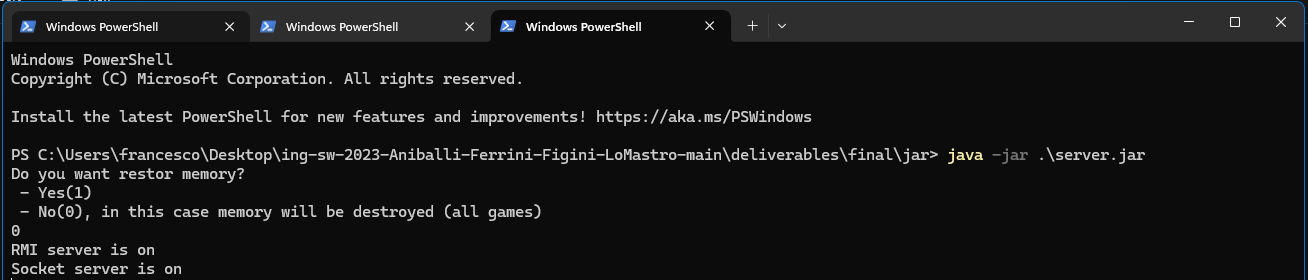 Windows PowerShell
Windows PowerShell
Windows PowerShell
Windows PowerShell
Copyright (C) Microsoft Corporation. All rights reserved.
Install the latest PowerShell for new features and improvements! https://aka.ms/PSWindows
PS C:\Users\francesco\Desktop\ing-sw-2023-Aniballi-Ferrini-Figini-LoMastro-main\deliverables\final\jar> java -jar .\server.jar
Do you want restor memory?
- Yes(1)
- No(0), in this case memory will be destroyed (all games)
0
RMI server is on
Socket server is on